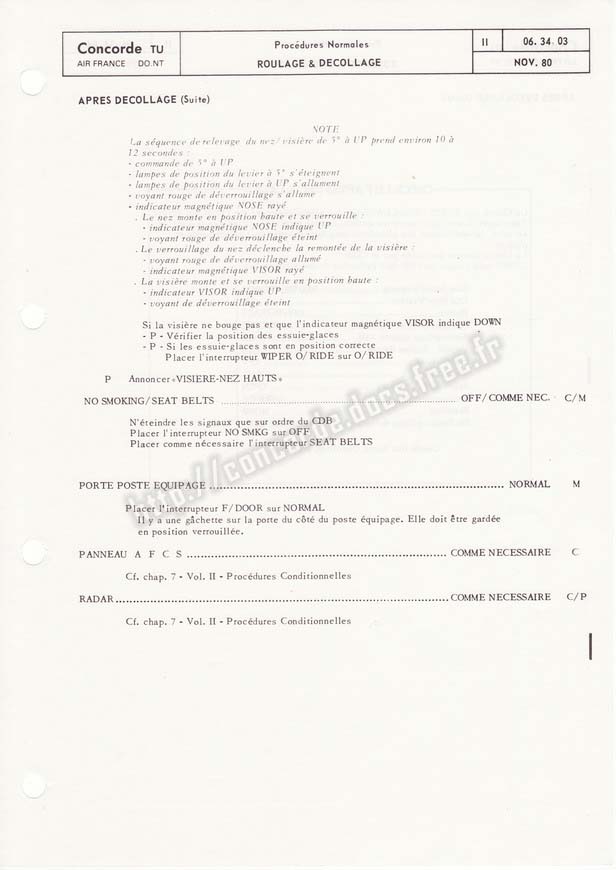 Concorde TU
AIR FRANCE DO.NT
Procédures Normales
ROULAGE & DECOLLAGE
II
06. 34. 03
NOV. 80
APRES DECOLLAGE (Suite)
NOTE
La séquence de relevage du nez/visière de 5° à UP prend environ 10 à
12 secondes :
- commande de 5° à UP
- lampes de position du levier à 5° s'éteignent
- lampes de position du levier à UP s'allument
- voyant rouge de déverrouillage s'allume
- indicateur magnétique NOSE rayé
. Le nez monte en position haute et se verrouille :
- indicateur magnétique NOSE indique UP
- voyant rouge de déverrouillage éteint
. Le verrouillage du nez déclenche la remontée de la visière :
- voyant rouge de déverrouillage allumé
- indicateur magnétique VISOR rayé
. La visière monte et se verrouille en position haute :
- indicateur VISOR indique UP
- voyant de déverrouillage éteint
Si la visière ne bouge pas et que l'indicateur magnétique VISOR indique DOWN
- P - Vérifier la position des essuie-glaces
- P - Si les essuie-glaces sont en position correcte
Placer l'interrupteur WIPER O/RIDE sur O/RIDE
P Annoncer «VISIERE-NEZ HAUTS»
NO SMOKING/SEAT BELTS ........ OFF/COMME NEC. C/M
N'éteindre les signaux que sur ordre du CDB
Placer l'interrupteur NO SMKG sur OFF
Placer comme nécessaire l'interrupteur SEAT BELTS
PORTE POSTE EQUIPAGE ........ NORMAL M
Placer l'interrupteur F/DOOR sur NORMAL
Il y a une gâchette sur la porte du côté du poste équipage. Elle doit être gardée
en position verrouillée.
PANNEAU A F C S ........ COMME NECESSAIRE C
Cf. chap. 7 - Vol. II - Procédures Conditionnelles
RADAR ........ COMME NECESSAIRE C/P
Cf. chap. 7 - Vol. II - Procédures Conditionnelles
http://concorde.docs.free.fr